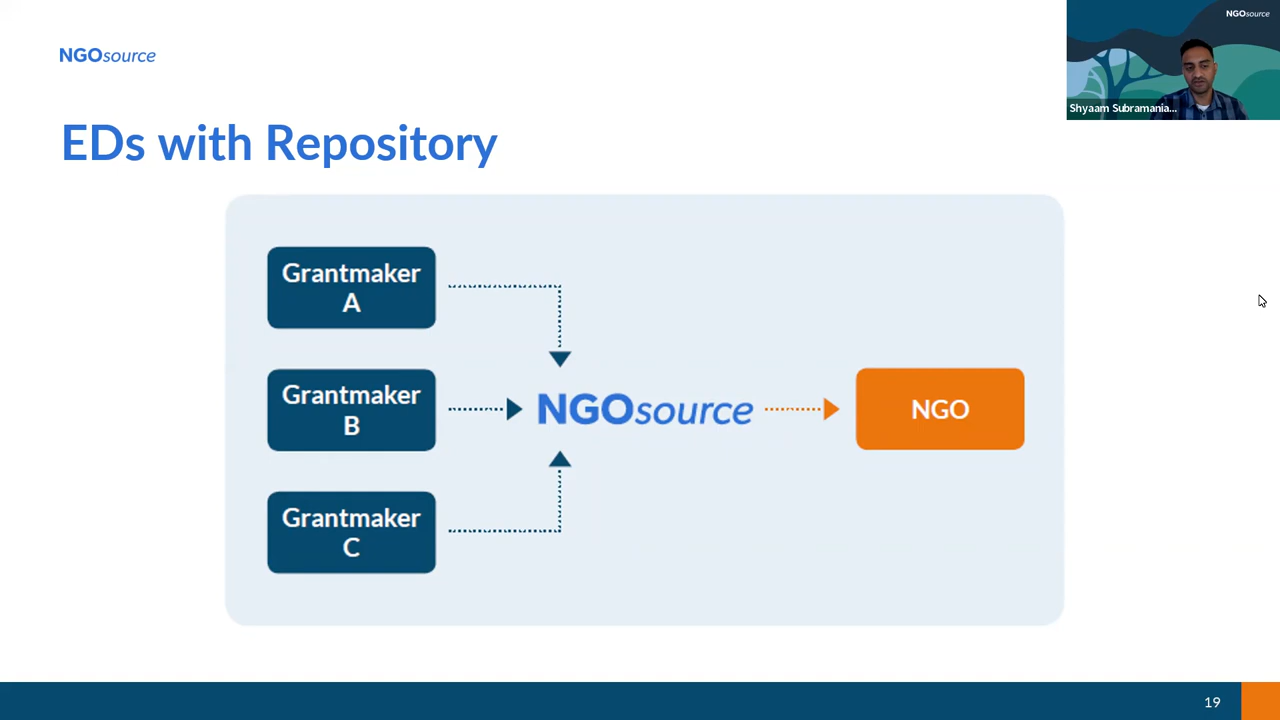 NGOsource
NGOsource
Shyaam Subramania...
EDs with Repository
Grantmaker
A
Grantmaker
B
Grantmaker
C
NGOsource
NGO
19